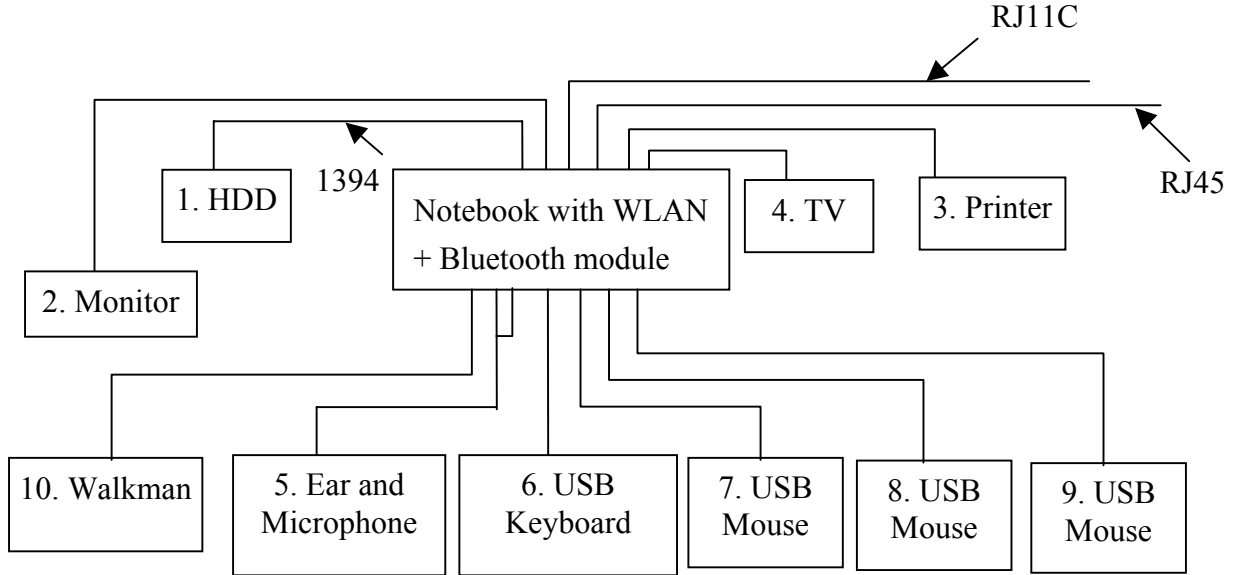 RJ11C
1394
RJ45
1. HDD
Notebook with WLAN
+ Bluetooth module
4. TV
3. Printer
2. Monitor
10. Walkman
5. Ear and
Microphone
6. USB
Keyboard
7. USB
Mouse
8. USB
Mouse
9. USB
Mouse